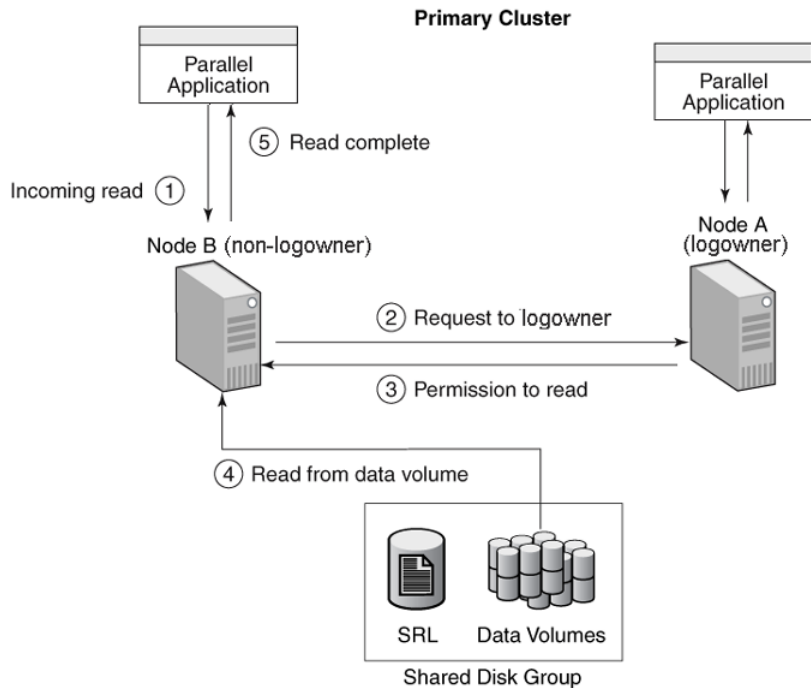 Primary Cluster
Parallel
Application
Parallel
Application
5 Read complete
Incoming read 1
Node B (non-logowner)
Node A
(logowner)
2 Request to logowner
3 Permission to read
4 Read from data volume
SRL
Data Volumes
Shared Disk Group